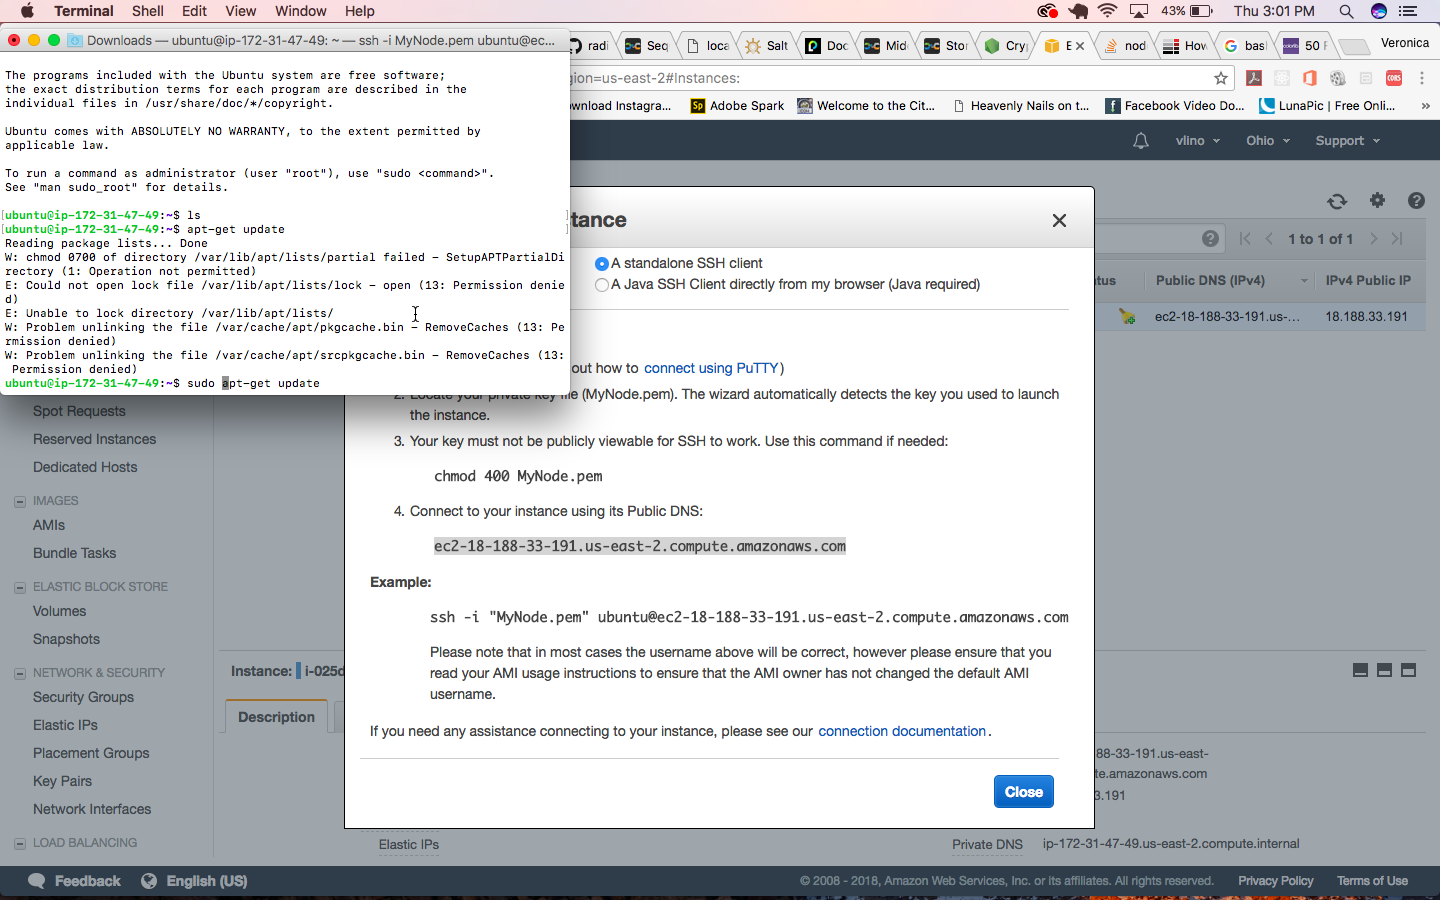 Terminal Shell Edit View Window Help 43% Thu 3:01 PM
Downloads — ubuntu@ip-172-31-47-49: ~ — ssh -i MyNode.pem ubuntu@ec...
radi Seq loca Salt Doc Mid Stor Cry E nod How bas 50 F Veronica
gion=us-east-2#Instances:
wnload Instagra... Adobe Spark Welcome to the Cit... Heavenly Nails on t... Facebook Video Do... LunaPic | Free Onli... »
vlino Ohio Support
The programs included with the Ubuntu system are free software;
the exact distribution terms for each program are described in the
individual files in /usr/share/doc/*/copyright.
Ubuntu comes with ABSOLUTELY NO WARRANTY, to the extent permitted by
applicable law.
To run a command as administrator (user "root"), use "sudo <command>".
See "man sudo_root" for details.
[ubuntu@ip-172-31-47-49:~$ ls ]
[ubuntu@ip-172-31-47-49:~$ apt-get update ]
Reading package lists... Done
W: chmod 0700 of directory /var/lib/apt/lists/partial failed - SetupAPTPartialDi
rectory (1: Operation not permitted)
E: Could not open lock file /var/lib/apt/lists/lock - open (13: Permission denie
d)
E: Unable to lock directory /var/lib/apt/lists/
W: Problem unlinking the file /var/cache/apt/pkgcache.bin - RemoveCaches (13: Pe
rmission denied)
W: Problem unlinking the file /var/cache/apt/srcpkgcache.bin - RemoveCaches (13:
Permission denied)
ubuntu@ip-172-31-47-49:~$ sudo apt-get update
tance
A standalone SSH client
A Java SSH Client directly from my browser (Java required)
out how to connect using PuTTY)
2. Locate your private key file (MyNode.pem). The wizard automatically detects the key you used to launch
the instance.
3. Your key must not be publicly viewable for SSH to work. Use this command if needed:
chmod 400 MyNode.pem
4. Connect to your instance using its Public DNS:
ec2-18-188-33-191.us-east-2.compute.amazonaws.com
Example:
ssh -i "MyNode.pem" ubuntu@ec2-18-188-33-191.us-east-2.compute.amazonaws.com
Please note that in most cases the username above will be correct, however please ensure that you
read your AMI usage instructions to ensure that the AMI owner has not changed the default AMI
username.
If you need any assistance connecting to your instance, please see our connection documentation.
Close
1 to 1 of 1
tus Public DNS (IPv4) IPv4 Public IP
ec2-18-188-33-191.us-... 18.188.33.191
Spot Requests
Reserved Instances
Dedicated Hosts
IMAGES
AMIs
Bundle Tasks
ELASTIC BLOCK STORE
Volumes
Snapshots
NETWORK & SECURITY
Security Groups
Elastic IPs
Placement Groups
Key Pairs
Network Interfaces
LOAD BALANCING
Instance: i-025d
Description
88-33-191.us-east-
te.amazonaws.com
3.191
Elastic IPs
Private DNS ip-172-31-47-49.us-east-2.compute.internal
Feedback English (US) © 2008 - 2018, Amazon Web Services, Inc. or its affiliates. All rights reserved. Privacy Policy Terms of Use